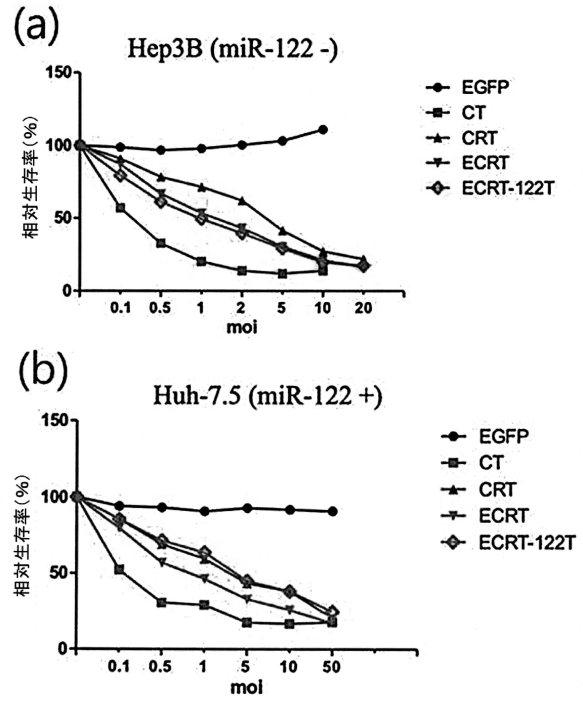 (a)
Hep3B (miR-122 -)
150
100
50
0
相对生存率(%)
0.1 0.5 1 2 5 10 20
moi
EGFP
CT
CRT
ECRT
ECRT-122T
(b)
Huh-7.5 (miR-122 +)
150
100
50
0
相对生存率(%)
0.1 0.5 1 5 10 50
moi
EGFP
CT
CRT
ECRT
ECRT-122T